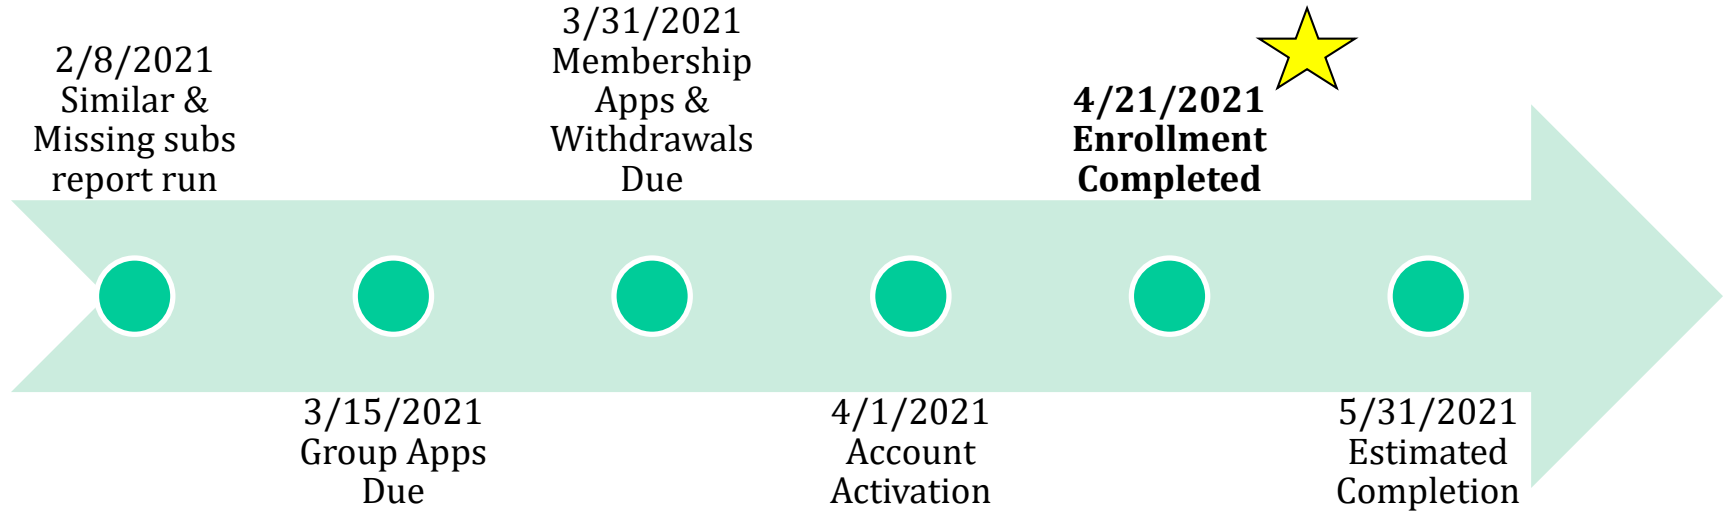 2/8/2021
Similar &
Missing subs
report run
3/15/2021
Group Apps
Due
3/31/2021
Membership
Apps &
Withdrawals
Due
4/1/2021
Account
Activation
4/21/2021
Enrollment
Completed
5/31/2021
Estimated
Completion